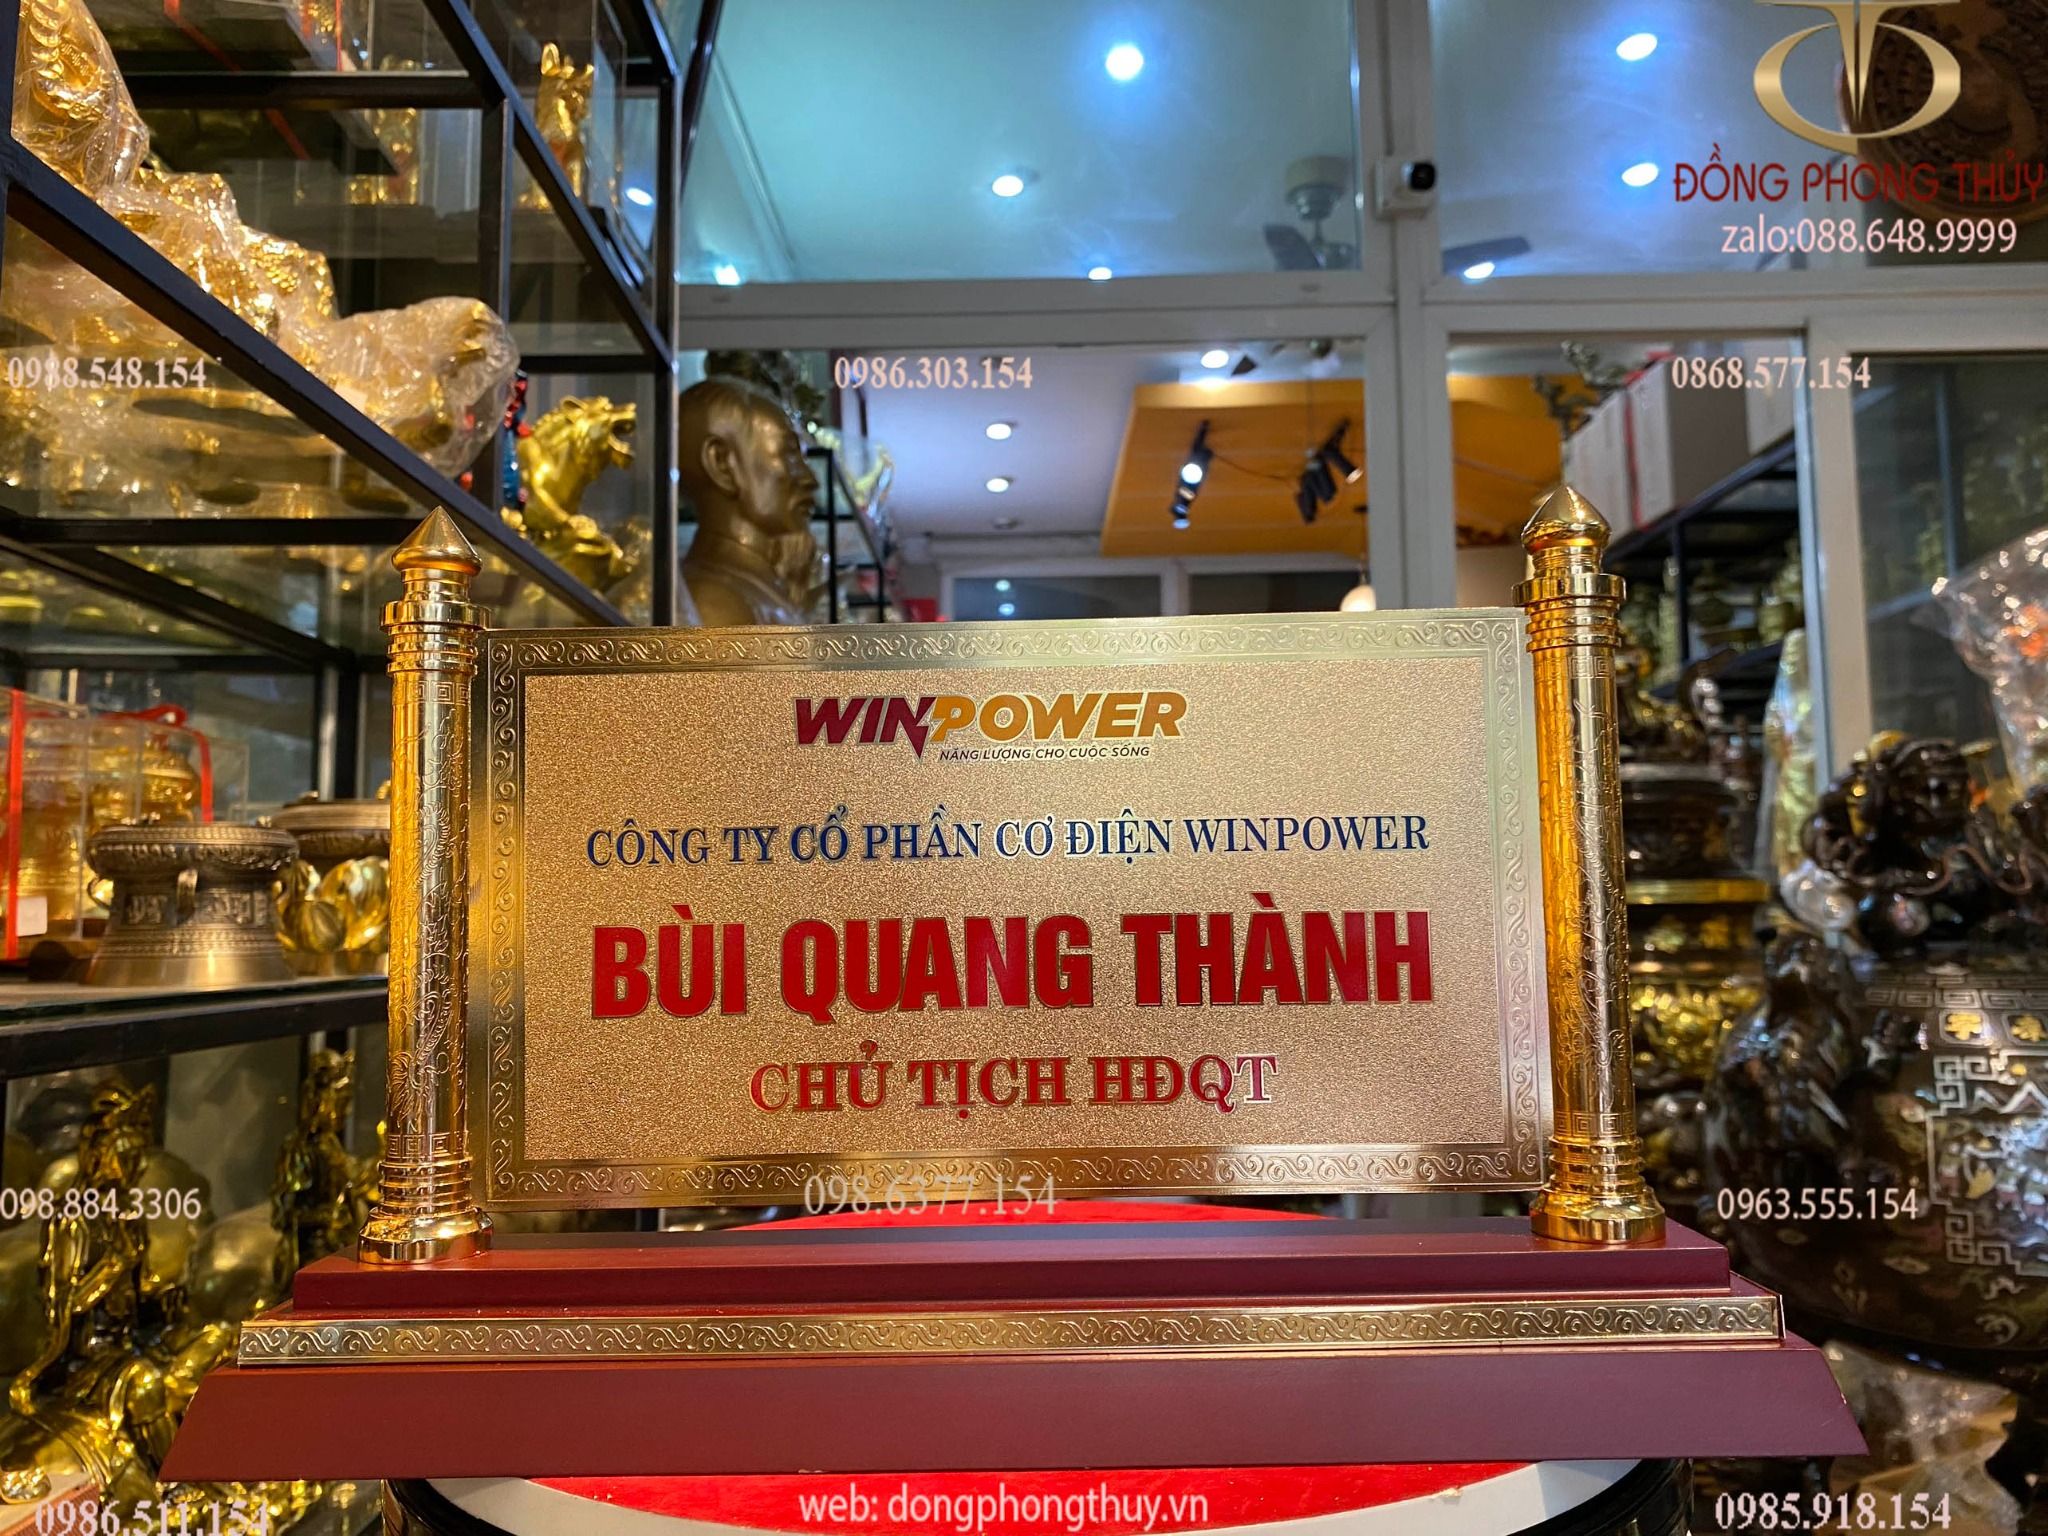 ĐỒNG PHONG THỦY
zalo:088.648.9999
0988.548.154
0986.303.154
0868.577.154
WINPOWER
NĂNG LƯỢNG CHO CUỘC SỐNG
CÔNG TY CỔ PHẦN CƠ ĐIỆN WINPOWER
BÙI QUANG THÀNH
CHỦ TỊCH HĐQT
098.884.3306
098.6377.154
0963.555.154
0986.511.154
web: dongphongthuy.vn
0985.918.154